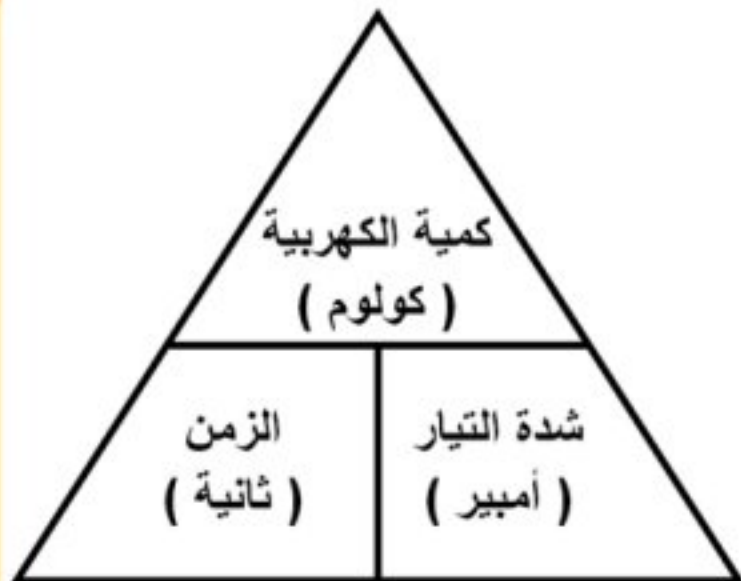 كمية الكهربية
( كولوم )
شدة التيار
( أمبير )
الزمن
( ثانية )